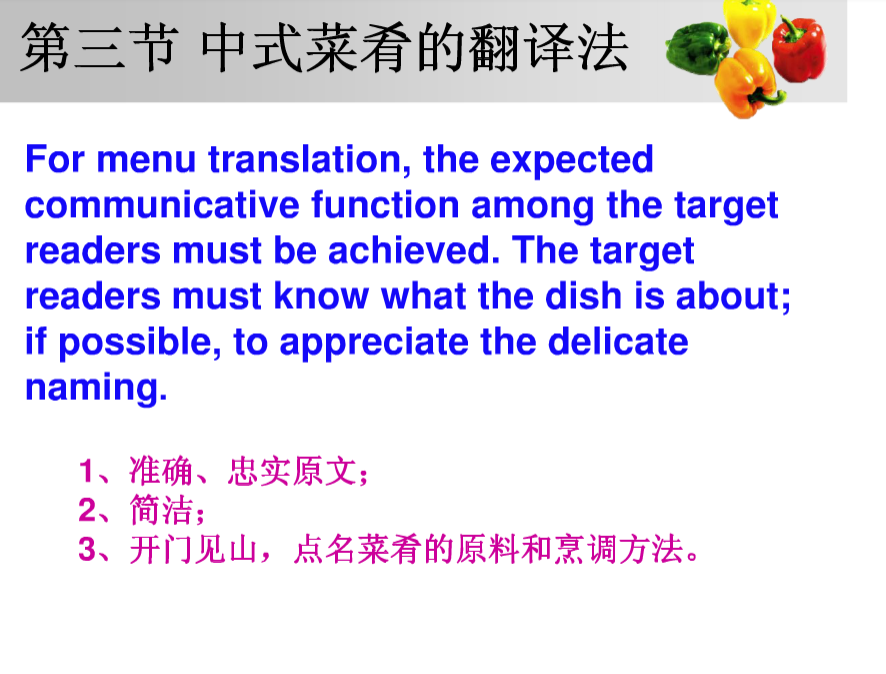 第三节 中式菜肴的翻译法
For menu translation, the expected
communicative function among the target
readers must be achieved. The target
readers must know what the dish is about;
if possible, to appreciate the delicate
naming.
1、准确、忠实原文；
2、简洁；
3、开门见山，点名菜肴的原料和烹调方法。